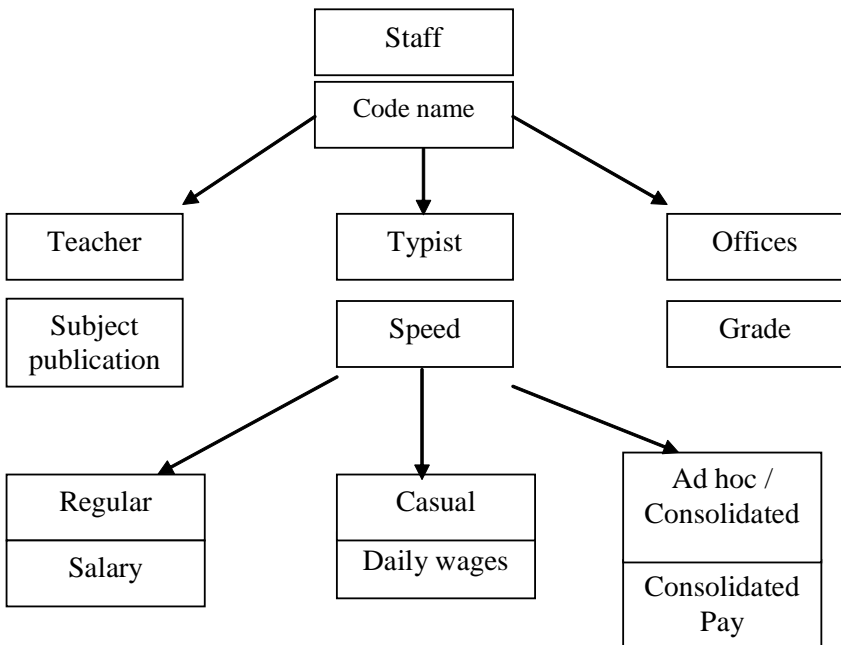 Staff
Code name
Teacher
Typist
Offices
Subject
publication
Speed
Grade
Regular
Casual
Ad hoc /
Consolidated
Salary
Daily wages
Consolidated
Pay